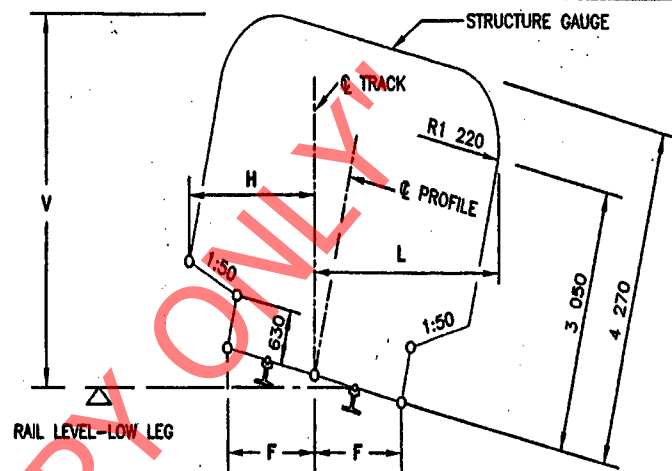 STRUCTURE GAUGE
℄ TRACK
R1 220
H
℄ PROFILE
V
L
1:50
1:50
630
3 050
4 270
RAIL LEVEL-LOW LEG
F
F
PY ONLY"